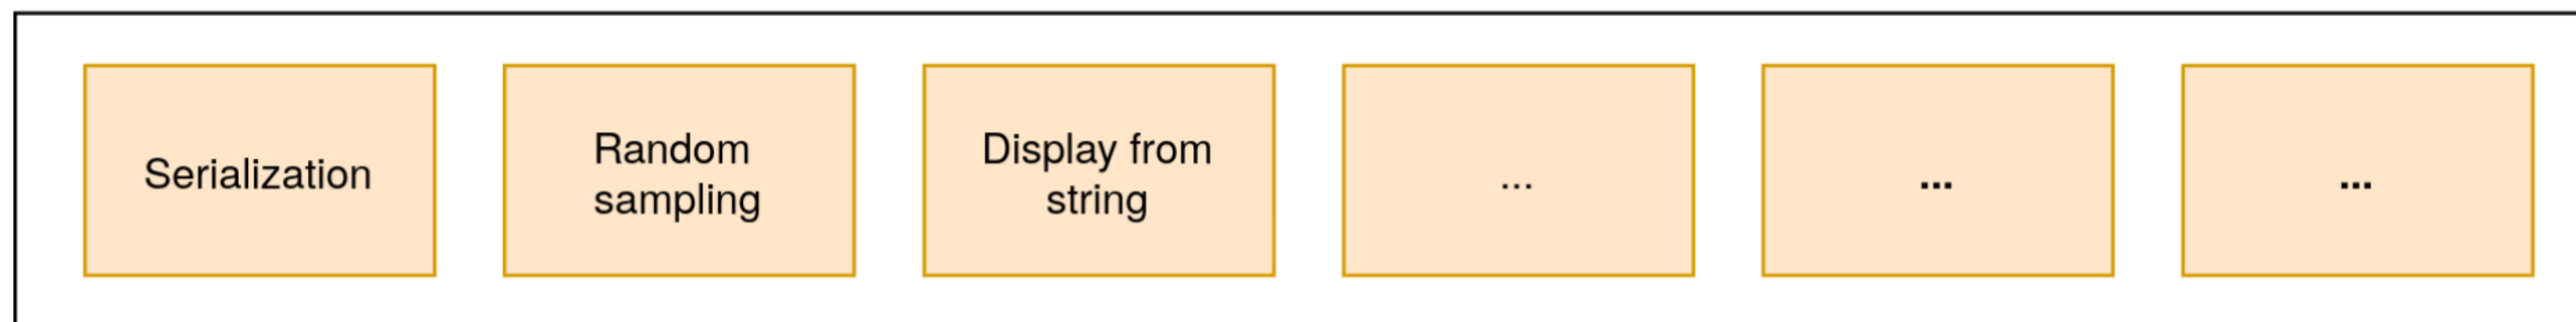 Serialization
Random
sampling
Display from
string
...
...
...